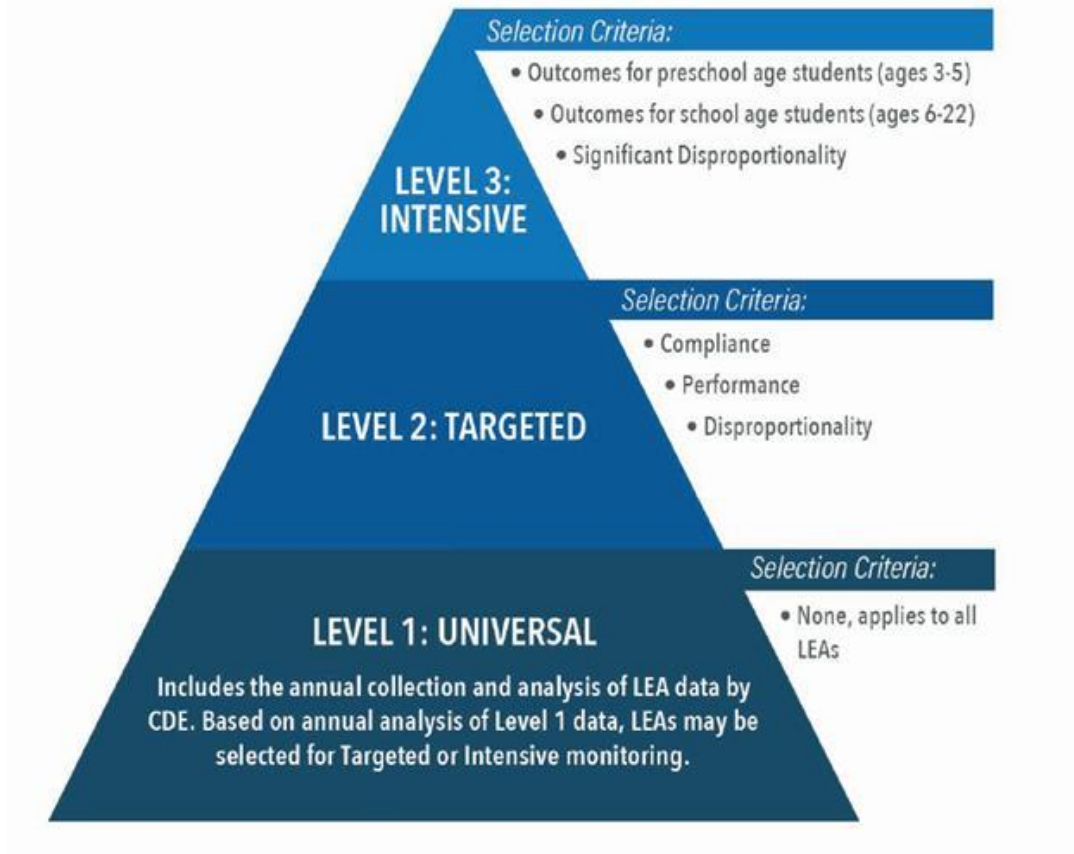 Selection Criteria:
• Outcomes for preschool age students (ages 3-5)
• Outcomes for school age students (ages 6-22)
• Significant Disproportionality
LEVEL 3:
INTENSIVE
Selection Criteria:
• Compliance
• Performance
• Disproportionality
LEVEL 2: TARGETED
Selection Criteria:
• None, applies to all
LEAs
LEVEL 1: UNIVERSAL
Includes the annual collection and analysis of LEA data by
CDE. Based on annual analysis of Level 1 data, LEAs may be
selected for Targeted or Intensive monitoring.